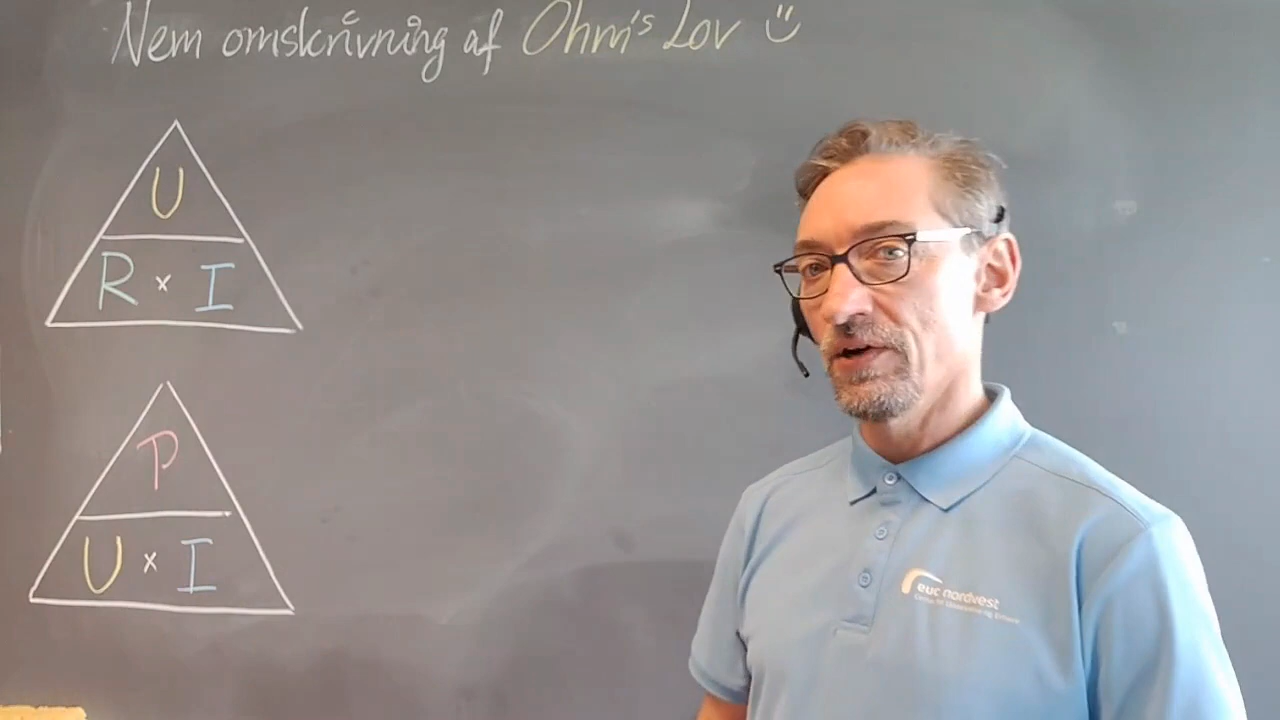 Nem omskrivning af Ohm's Lov
U
R x I
P
U x I
euc nordvest